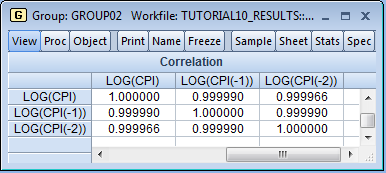 G Group: GROUP02 Workfile: TUTORIAL10_RESULTS::...
View Proc Object Print Name Freeze Sample Sheet Stats Spec
Correlation
LOG(CPI) LOG(CPI(-1)) LOG(CPI(-2))
LOG(CPI) 1.000000 0.999990 0.999966
LOG(CPI(-1)) 0.999990 1.000000 0.999990
LOG(CPI(-2)) 0.999966 0.999990 1.000000